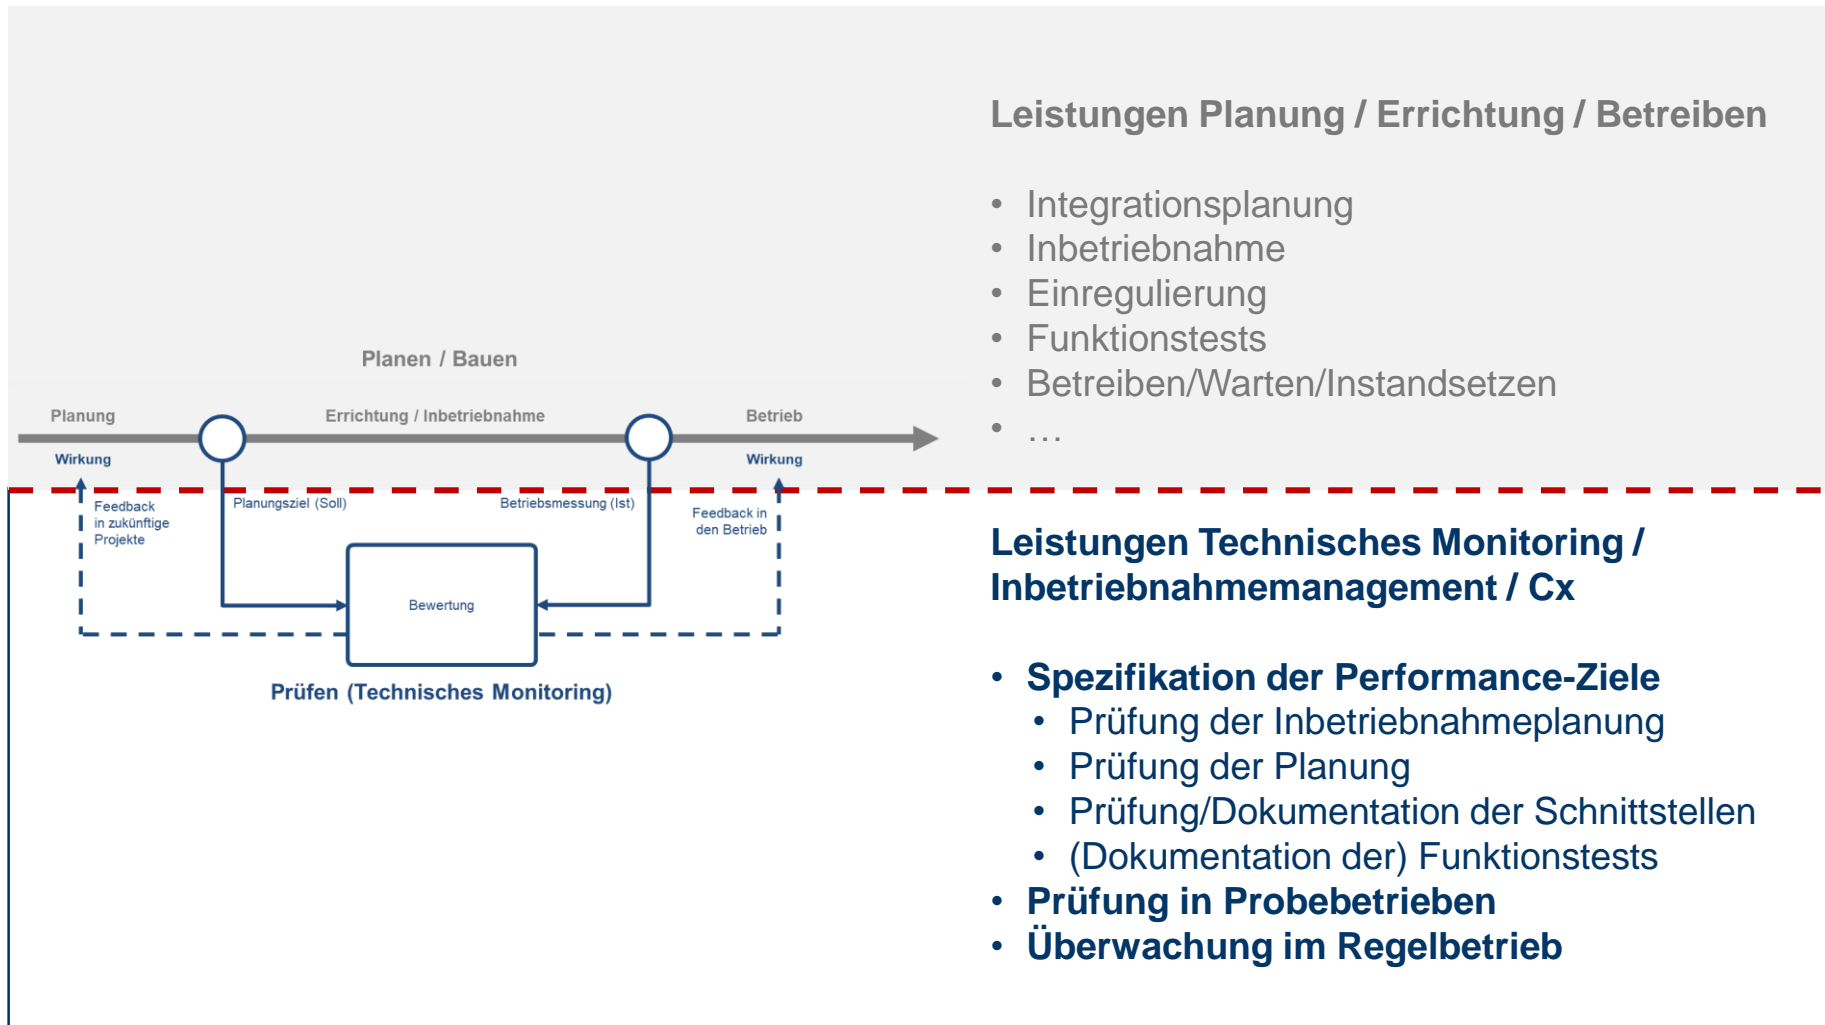 Leistungen Planung / Errichtung / Betreiben
• Integrationsplanung
• Inbetriebnahme
• Einregulierung
• Funktionstests
• Betreiben/Warten/Instandsetzen
• …
Planen / Bauen
Planung
Errichtung / Inbetriebnahme
Betrieb
Wirkung
Wirkung
Feedback
in zukünftige
Projekte
Planungsziel (Soll)
Betriebsmessung (Ist)
Feedback in
den Betrieb
Bewertung
Prüfen (Technisches Monitoring)
Leistungen Technisches Monitoring /
Inbetriebnahmemanagement / Cx
• Spezifikation der Performance-Ziele
• Prüfung der Inbetriebnahmeplanung
• Prüfung der Planung
• Prüfung/Dokumentation der Schnittstellen
• (Dokumentation der) Funktionstests
• Prüfung in Probebetrieben
• Überwachung im Regelbetrieb